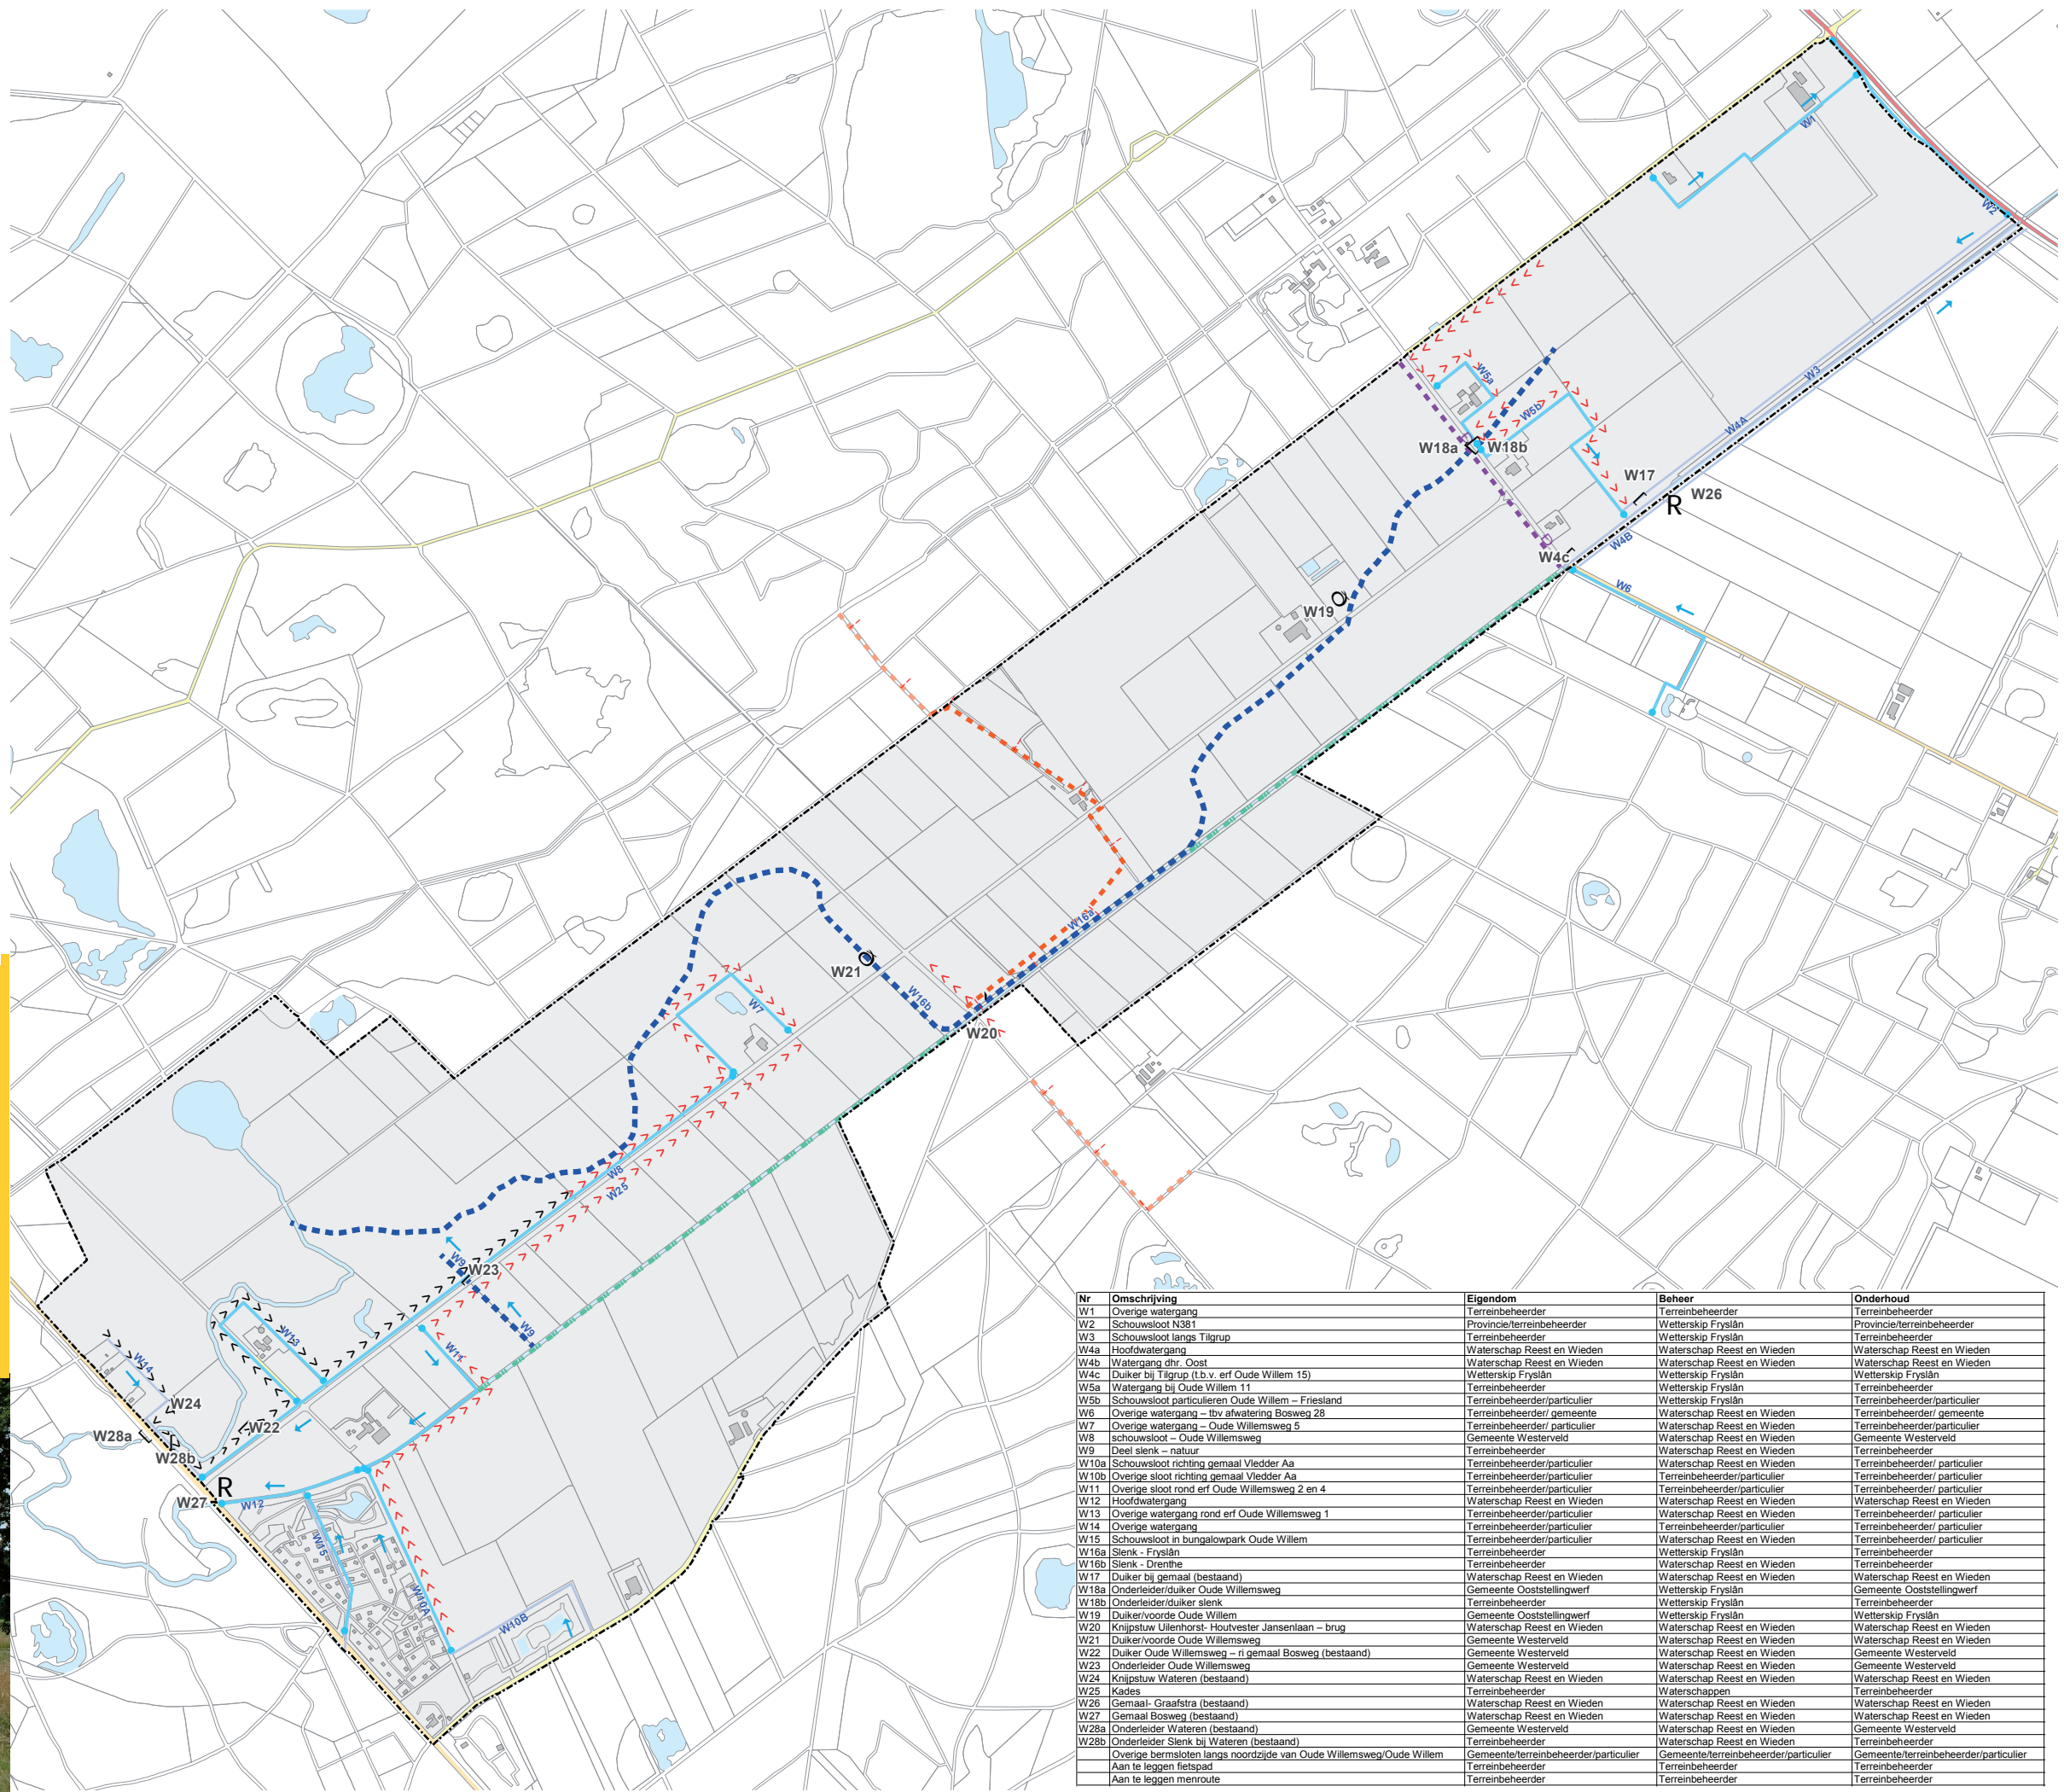 W1
W2
W3
W4A
W5a
W5b
W18a
W18b
W17
R
W26
W4B
W4c
W6
W19
W16a
W21
W16b
W20
W7
W8
W25
W9
W23
W9
W13
W11
W14
W24
W22
W28a
W28b
R
W27
W12
W15
W10A
W10B
Nr Omschrijving Eigendom Beheer Onderhoud
W1 Overige watergang Terreinbeheerder Terreinbeheerder Terreinbeheerder
W2 Schouwsloot N381 Provincie/terreinbeheerder Wetterskip Fryslân Provincie/terreinbeheerder
W3 Schouwsloot langs Tilgrup Terreinbeheerder Wetterskip Fryslân Terreinbeheerder
W4a Hoofdwatergang Waterschap Reest en Wieden Waterschap Reest en Wieden Waterschap Reest en Wieden
W4b Watergang dhr. Oost Waterschap Reest en Wieden Waterschap Reest en Wieden Waterschap Reest en Wieden
W4c Duiker bij Tilgrup (t.b.v. erf Oude Willem 15) Wetterskip Fryslân Wetterskip Fryslân Wetterskip Fryslân
W5a Watergang bij Oude Willem 11 Terreinbeheerder Wetterskip Fryslân Terreinbeheerder
W5b Schouwsloot particulieren Oude Willem – Friesland Terreinbeheerder/particulier Wetterskip Fryslân Terreinbeheerder/particulier
W6 Overige watergang – tbv afwatering Bosweg 28 Terreinbeheerder/ gemeente Waterschap Reest en Wieden Terreinbeheerder/ gemeente
W7 Overige watergang – Oude Willemsweg 5 Terreinbeheerder/ particulier Waterschap Reest en Wieden Terreinbeheerder/particulier
W8 schouwsloot – Oude Willemsweg Gemeente Westerveld Waterschap Reest en Wieden Gemeente Westerveld
W9 Deel slenk – natuur Terreinbeheerder Waterschap Reest en Wieden Terreinbeheerder
W10a Schouwsloot richting gemaal Vledder Aa Terreinbeheerder/particulier Waterschap Reest en Wieden Terreinbeheerder/ particulier
W10b Overige sloot richting gemaal Vledder Aa Terreinbeheerder/particulier Terreinbeheerder/particulier Terreinbeheerder/ particulier
W11 Overige sloot rond erf Oude Willemsweg 2 en 4 Terreinbeheerder/particulier Terreinbeheerder/particulier Terreinbeheerder/ particulier
W12 Hoofdwatergang Waterschap Reest en Wieden Waterschap Reest en Wieden Waterschap Reest en Wieden
W13 Overige watergang rond erf Oude Willemsweg 1 Terreinbeheerder/particulier Waterschap Reest en Wieden Terreinbeheerder/ particulier
W14 Overige watergang Terreinbeheerder/particulier Terreinbeheerder/particulier Terreinbeheerder/ particulier
W15 Schouwsloot in bungalowpark Oude Willem Terreinbeheerder/particulier Waterschap Reest en Wieden Terreinbeheerder/ particulier
W16a Slenk - Fryslân Terreinbeheerder Wetterskip Fryslân Terreinbeheerder
W16b Slenk - Drenthe Terreinbeheerder Waterschap Reest en Wieden Terreinbeheerder
W17 Duiker bij gemaal (bestaand) Waterschap Reest en Wieden Waterschap Reest en Wieden Waterschap Reest en Wieden
W18a Onderleider/duiker Oude Willemsweg Gemeente Ooststellingwerf Wetterskip Fryslân Gemeente Ooststellingwerf
W18b Onderleider/duiker slenk Terreinbeheerder Wetterskip Fryslân Terreinbeheerder
W19 Duiker/voorde Oude Willem Gemeente Ooststellingwerf Wetterskip Fryslân Wetterskip Fryslân
W20 Knijpstuw Uilenhorst- Houtvester Jansenlaan – brug Waterschap Reest en Wieden Waterschap Reest en Wieden Waterschap Reest en Wieden
W21 Duiker/voorde Oude Willemsweg Gemeente Westerveld Waterschap Reest en Wieden Waterschap Reest en Wieden
W22 Duiker Oude Willemsweg – ri gemaal Bosweg (bestaand) Gemeente Westerveld Waterschap Reest en Wieden Gemeente Westerveld
W23 Onderleider Oude Willemsweg Gemeente Westerveld Waterschap Reest en Wieden Gemeente Westerveld
W24 Knijpstuw Wateren (bestaand) Waterschap Reest en Wieden Waterschap Reest en Wieden Waterschap Reest en Wieden
W25 Kades Terreinbeheerder Waterschappen Terreinbeheerder
W26 Gemaal- Graafstra (bestaand) Waterschap Reest en Wieden Waterschap Reest en Wieden Waterschap Reest en Wieden
W27 Gemaal Bosweg (bestaand) Waterschap Reest en Wieden Waterschap Reest en Wieden Waterschap Reest en Wieden
W28a Onderleider Wateren (bestaand) Gemeente Westerveld Waterschap Reest en Wieden Gemeente Westerveld
W28b Onderleider Slenk bij Wateren (bestaand) Terreinbeheerder Waterschap Reest en Wieden Terreinbeheerder
Overige bermsloten langs noordzijde van Oude Willemsweg/Oude Willem Gemeente/terreinbeheerder/particulier Gemeente/terreinbeheerder/particulier Gemeente/terreinbeheerder/particulier
Aan te leggen fietspad Terreinbeheerder Terreinbeheerder Terreinbeheerder
Aan te leggen menroute Terreinbeheerder Terreinbeheerder Terreinbeheerder